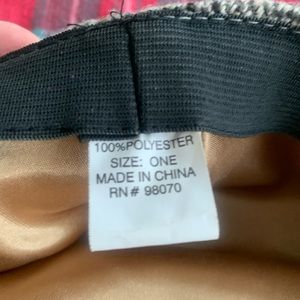 100%POLYESTER
SIZE: ONE
MADE IN CHINA
RN# 98070